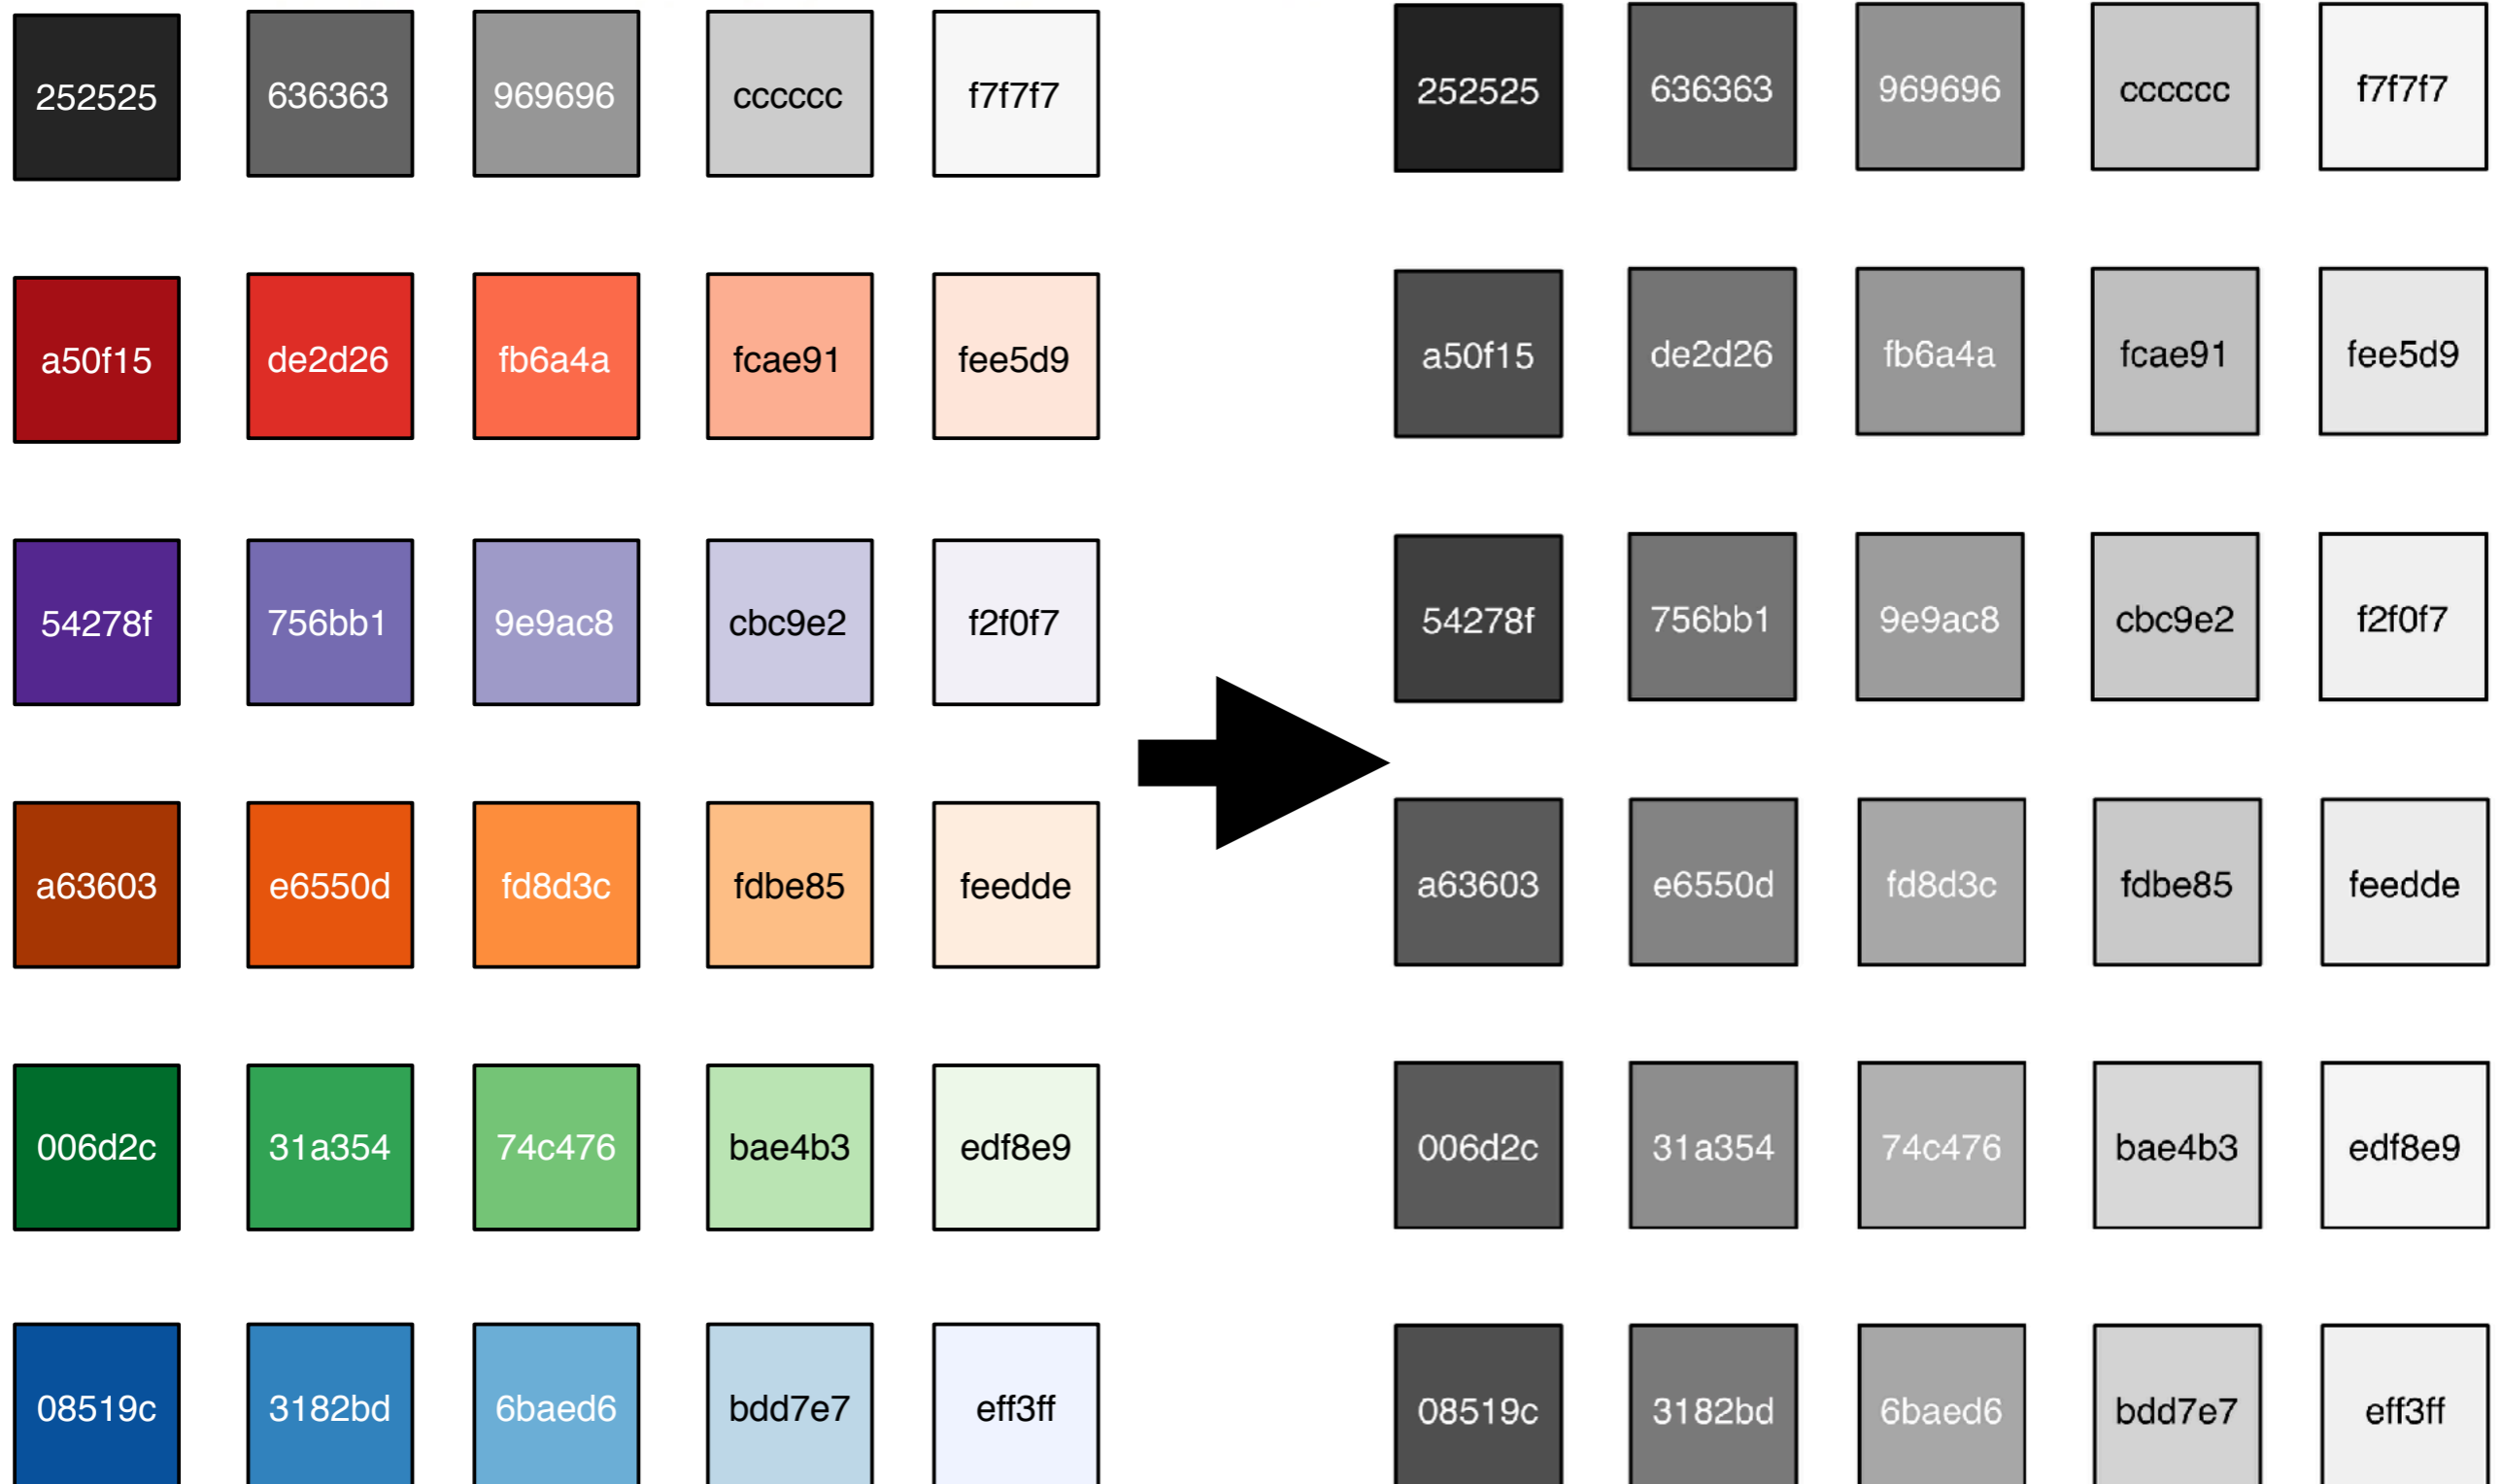 252525 636363 969696 cccccc f7f7f7 252525 636363 969696 cccccc f7f7f7
a50f15 de2d26 fb6a4a fcae91 fee5d9 a50f15 de2d26 fb6a4a fcae91 fee5d9
54278f 756bb1 9e9ac8 cbc9e2 f2f0f7 54278f 756bb1 9e9ac8 cbc9e2 f2f0f7
a63603 e6550d fd8d3c fdbe85 feedde a63603 e6550d fd8d3c fdbe85 feedde
006d2c 31a354 74c476 bae4b3 edf8e9 006d2c 31a354 74c476 bae4b3 edf8e9
08519c 3182bd 6baed6 bdd7e7 eff3ff 08519c 3182bd 6baed6 bdd7e7 eff3ff